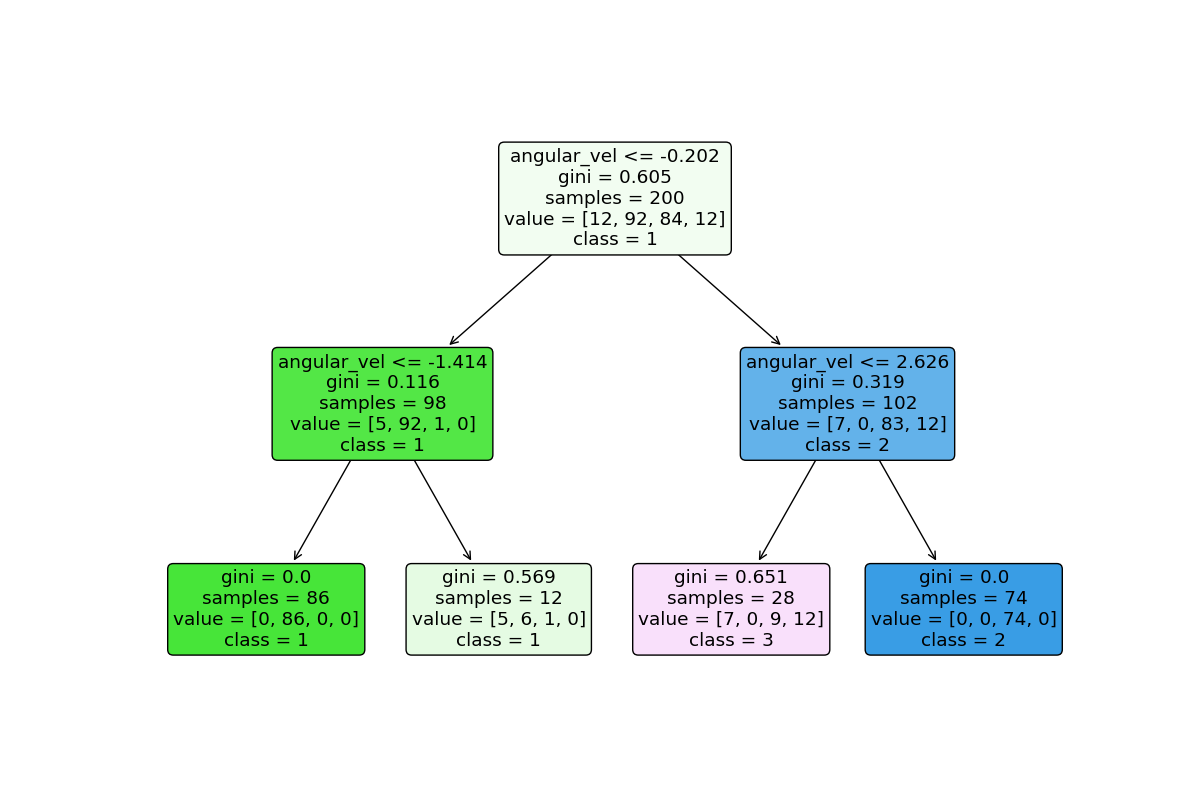 angular_vel <= -0.202
gini = 0.605
samples = 200
value = [12, 92, 84, 12]
class = 1
angular_vel <= -1.414
gini = 0.116
samples = 98
value = [5, 92, 1, 0]
class = 1
angular_vel <= 2.626
gini = 0.319
samples = 102
value = [7, 0, 83, 12]
class = 2
gini = 0.0
samples = 86
value = [0, 86, 0, 0]
class = 1
gini = 0.569
samples = 12
value = [5, 6, 1, 0]
class = 1
gini = 0.651
samples = 28
value = [7, 0, 9, 12]
class = 3
gini = 0.0
samples = 74
value = [0, 0, 74, 0]
class = 2